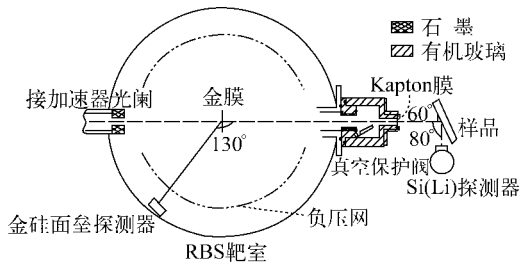 石 墨
有机玻璃
Kapton膜
接加速器光阑
金膜
60°
样品
130°
80°
真空保护阀
Si(Li)探测器
金硅面垒探测器
负压网
RBS靶室